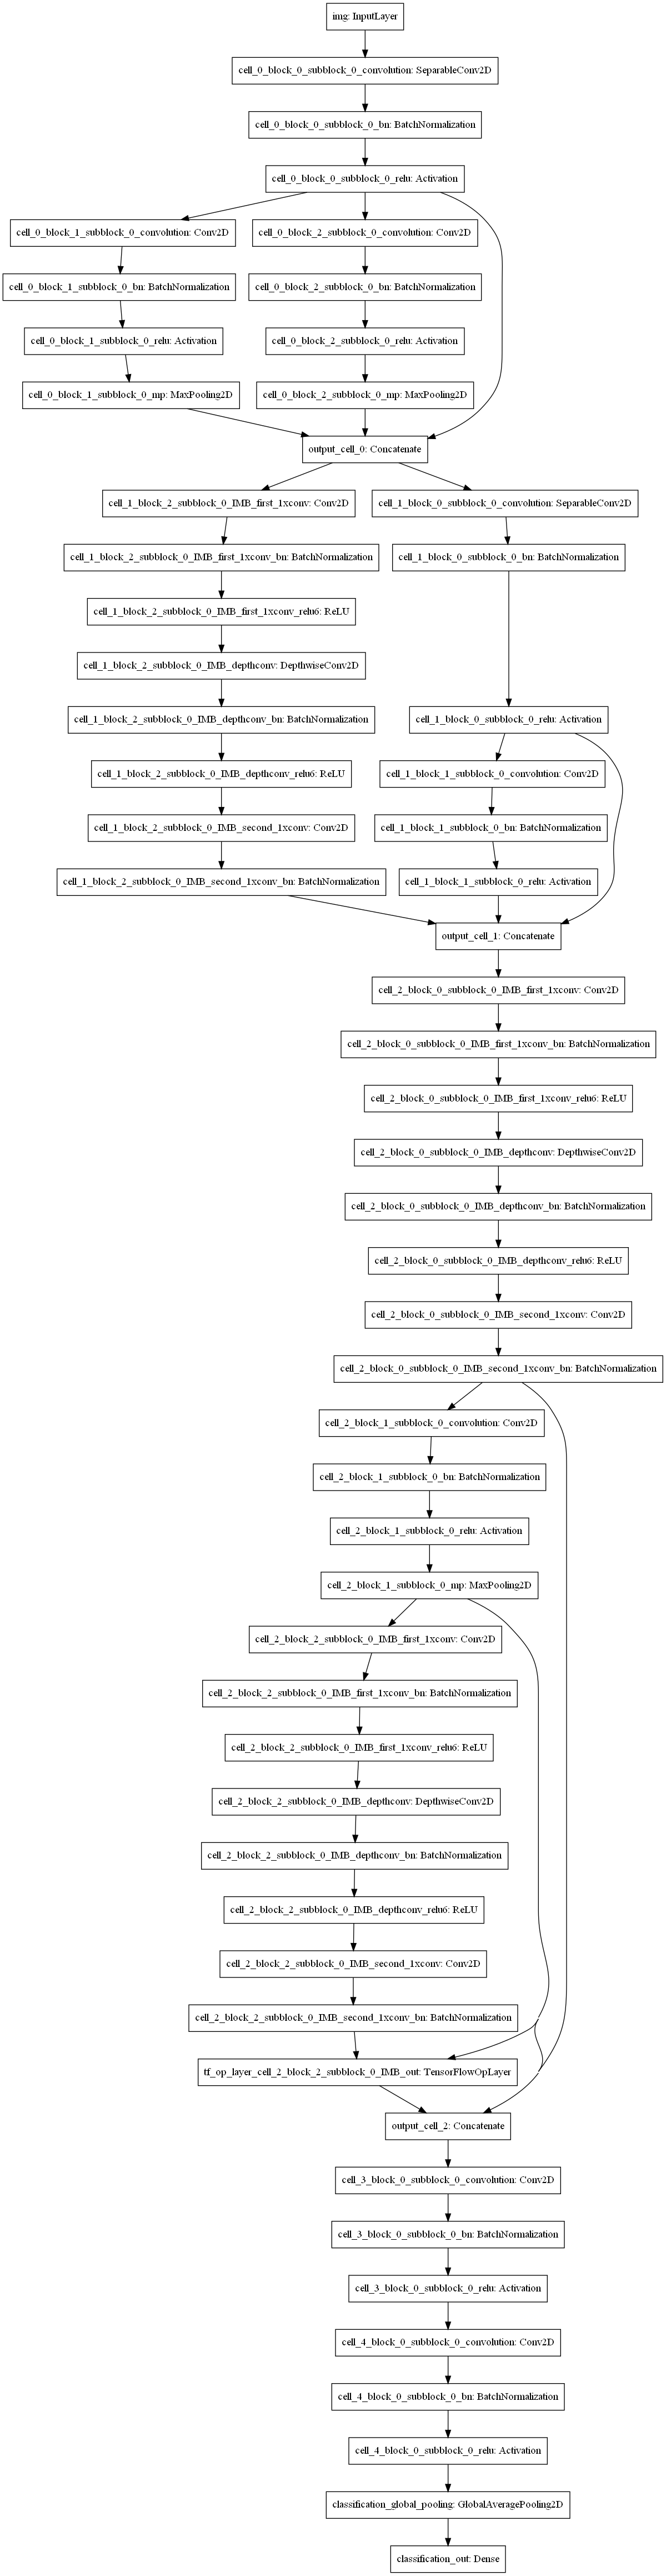 img: InputLayer
cell_0_block_0_subblock_0_convolution: SeparableConv2D
cell_0_block_0_subblock_0_bn: BatchNormalization
cell_0_block_0_subblock_0_relu: Activation
cell_0_block_1_subblock_0_convolution: Conv2D
cell_0_block_2_subblock_0_convolution: Conv2D
cell_0_block_1_subblock_0_bn: BatchNormalization
cell_0_block_2_subblock_0_bn: BatchNormalization
cell_0_block_1_subblock_0_relu: Activation
cell_0_block_2_subblock_0_relu: Activation
cell_0_block_1_subblock_0_mp: MaxPooling2D
cell_0_block_2_subblock_0_mp: MaxPooling2D
output_cell_0: Concatenate
cell_1_block_2_subblock_0_IMB_first_1xconv: Conv2D
cell_1_block_0_subblock_0_convolution: SeparableConv2D
cell_1_block_2_subblock_0_IMB_first_1xconv_bn: BatchNormalization
cell_1_block_0_subblock_0_bn: BatchNormalization
cell_1_block_2_subblock_0_IMB_first_1xconv_relu6: ReLU
cell_1_block_2_subblock_0_IMB_depthconv: DepthwiseConv2D
cell_1_block_2_subblock_0_IMB_depthconv_bn: BatchNormalization
cell_1_block_0_subblock_0_relu: Activation
cell_1_block_2_subblock_0_IMB_depthconv_relu6: ReLU
cell_1_block_1_subblock_0_convolution: Conv2D
cell_1_block_2_subblock_0_IMB_second_1xconv: Conv2D
cell_1_block_1_subblock_0_bn: BatchNormalization
cell_1_block_2_subblock_0_IMB_second_1xconv_bn: BatchNormalization
cell_1_block_1_subblock_0_relu: Activation
output_cell_1: Concatenate
cell_2_block_0_subblock_0_IMB_first_1xconv: Conv2D
cell_2_block_0_subblock_0_IMB_first_1xconv_bn: BatchNormalization
cell_2_block_0_subblock_0_IMB_first_1xconv_relu6: ReLU
cell_2_block_0_subblock_0_IMB_depthconv: DepthwiseConv2D
cell_2_block_0_subblock_0_IMB_depthconv_bn: BatchNormalization
cell_2_block_0_subblock_0_IMB_depthconv_relu6: ReLU
cell_2_block_0_subblock_0_IMB_second_1xconv: Conv2D
cell_2_block_0_subblock_0_IMB_second_1xconv_bn: BatchNormalization
cell_2_block_1_subblock_0_convolution: Conv2D
cell_2_block_1_subblock_0_bn: BatchNormalization
cell_2_block_1_subblock_0_relu: Activation
cell_2_block_1_subblock_0_mp: MaxPooling2D
cell_2_block_2_subblock_0_IMB_first_1xconv: Conv2D
cell_2_block_2_subblock_0_IMB_first_1xconv_bn: BatchNormalization
cell_2_block_2_subblock_0_IMB_first_1xconv_relu6: ReLU
cell_2_block_2_subblock_0_IMB_depthconv: DepthwiseConv2D
cell_2_block_2_subblock_0_IMB_depthconv_bn: BatchNormalization
cell_2_block_2_subblock_0_IMB_depthconv_relu6: ReLU
cell_2_block_2_subblock_0_IMB_second_1xconv: Conv2D
cell_2_block_2_subblock_0_IMB_second_1xconv_bn: BatchNormalization
tf_op_layer_cell_2_block_2_subblock_0_IMB_out: TensorFlowOpLayer
output_cell_2: Concatenate
cell_3_block_0_subblock_0_convolution: Conv2D
cell_3_block_0_subblock_0_bn: BatchNormalization
cell_3_block_0_subblock_0_relu: Activation
cell_4_block_0_subblock_0_convolution: Conv2D
cell_4_block_0_subblock_0_bn: BatchNormalization
cell_4_block_0_subblock_0_relu: Activation
classification_global_pooling: GlobalAveragePooling2D
classification_out: Dense